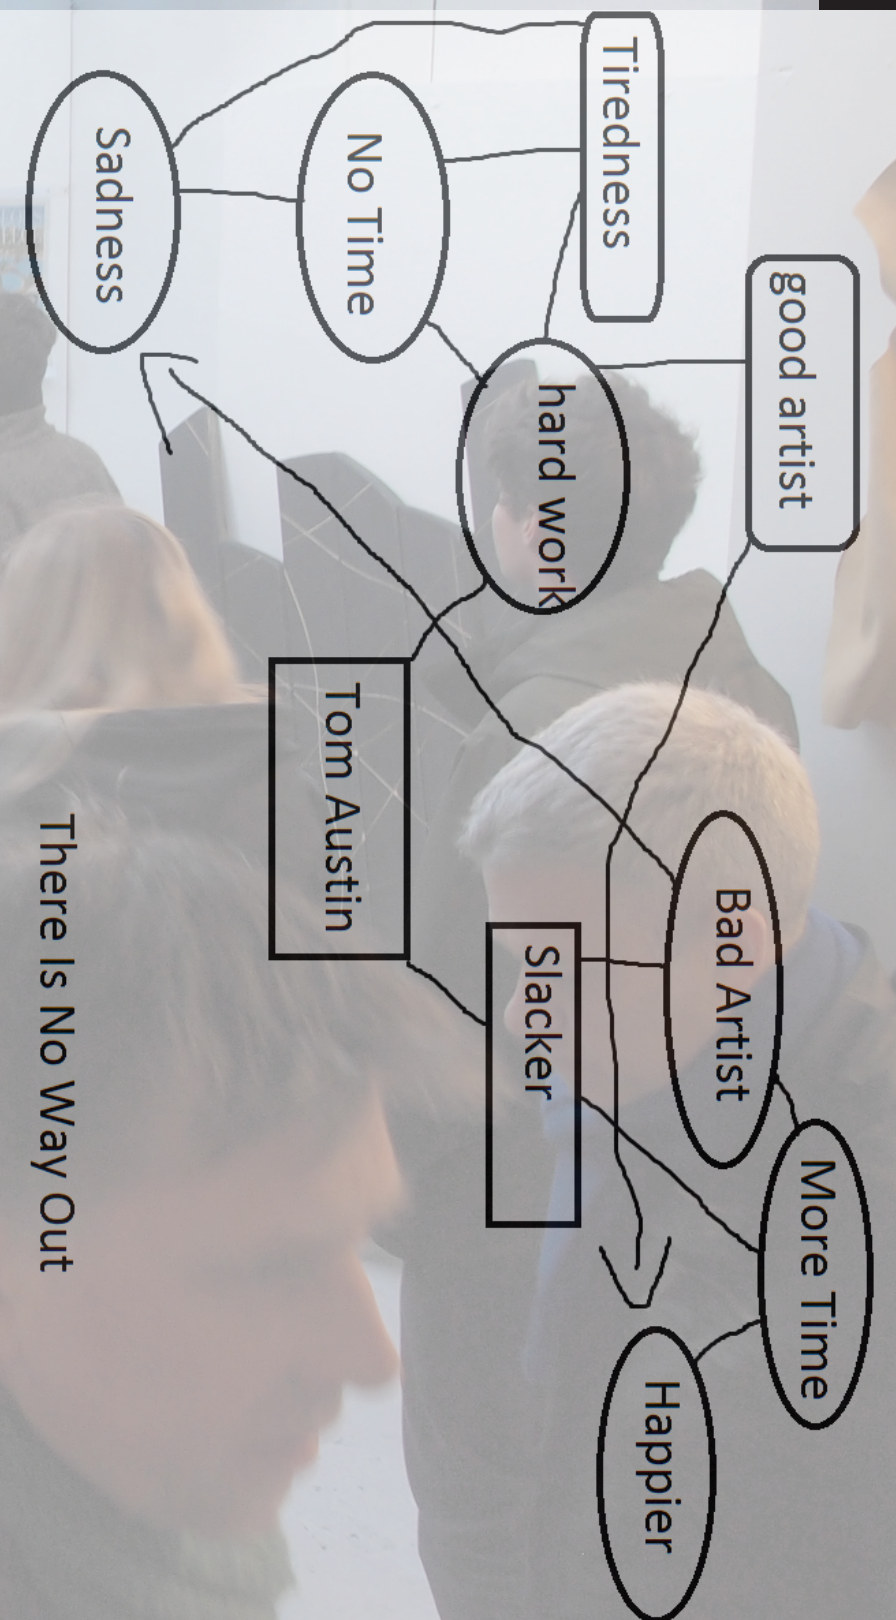 good artist
More Time
Bad Artist
Tiredness
Happier
hard work
Slacker
No Time
Tom Austin
Sadness
There Is No Way Out